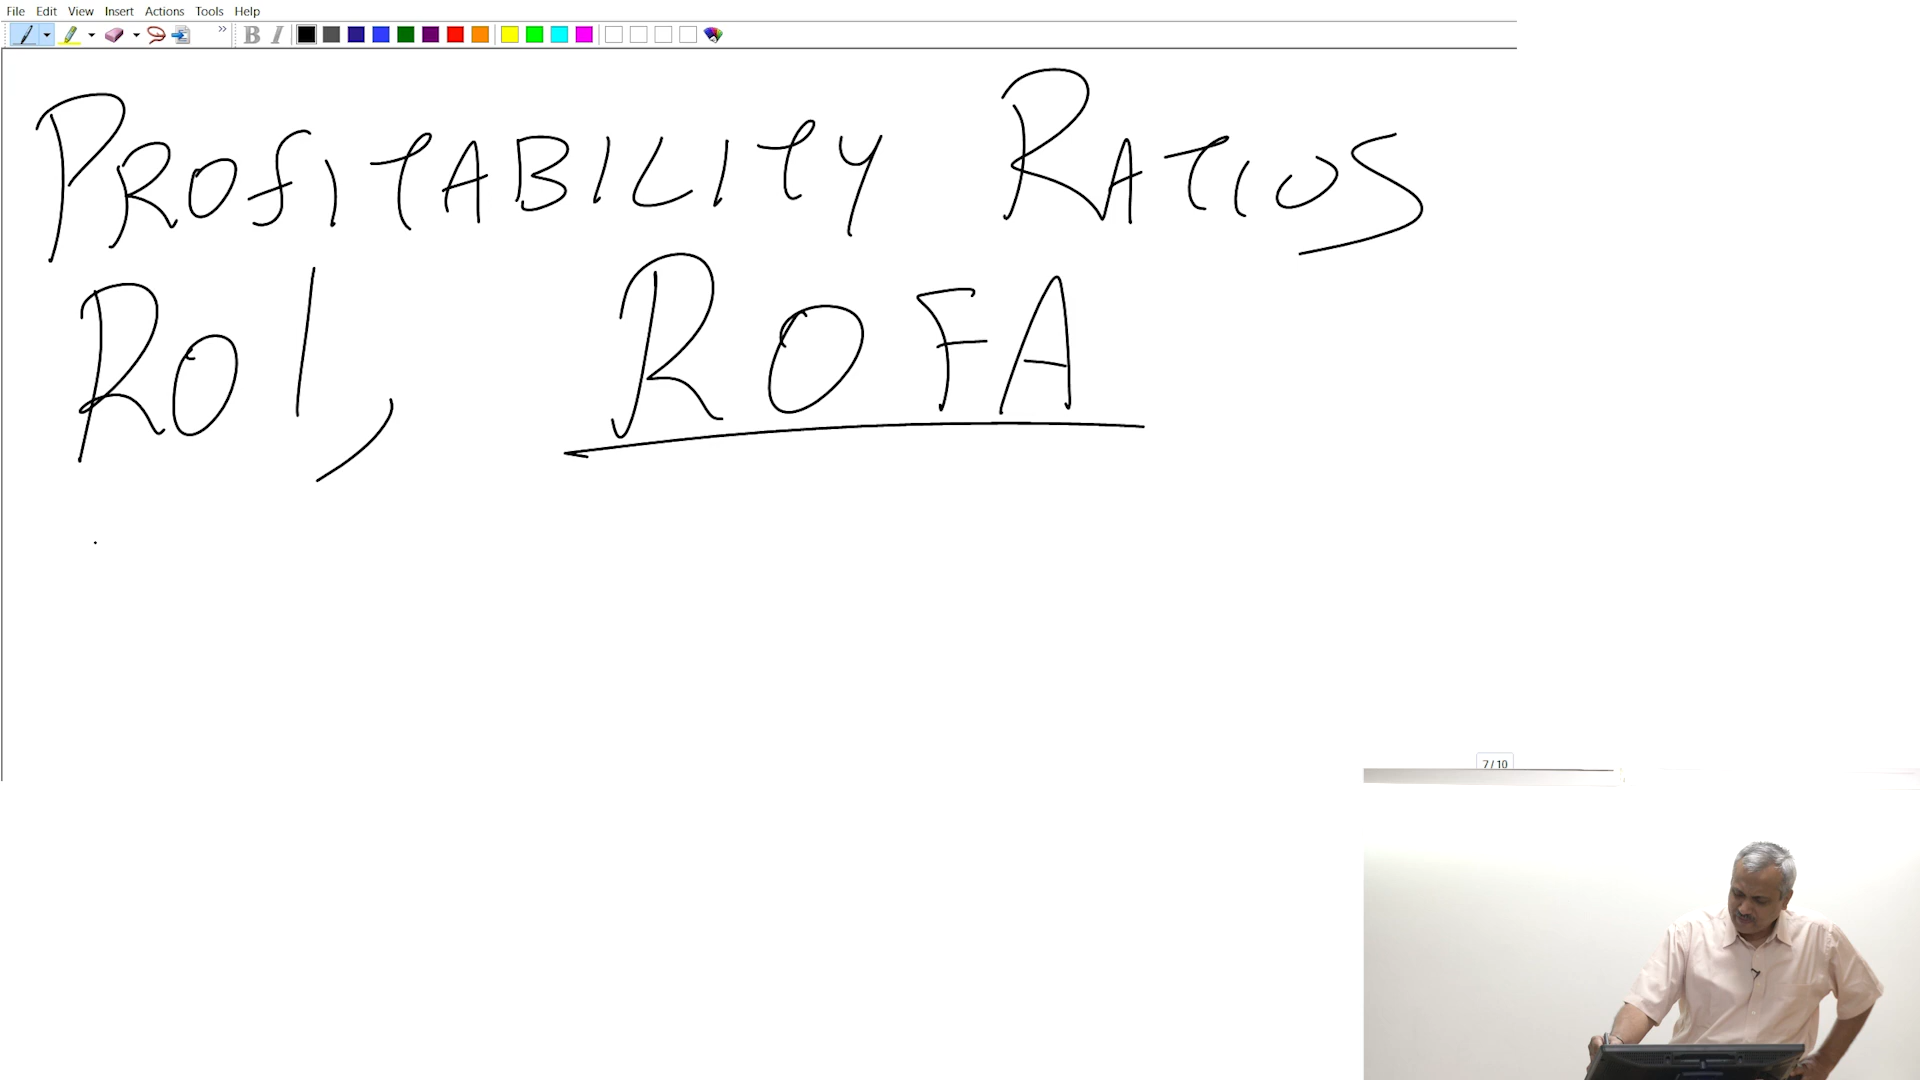 File Edit View Insert Actions Tools Help
B I
PROFITABILITY RATIOS
ROI, ROFA
7/10